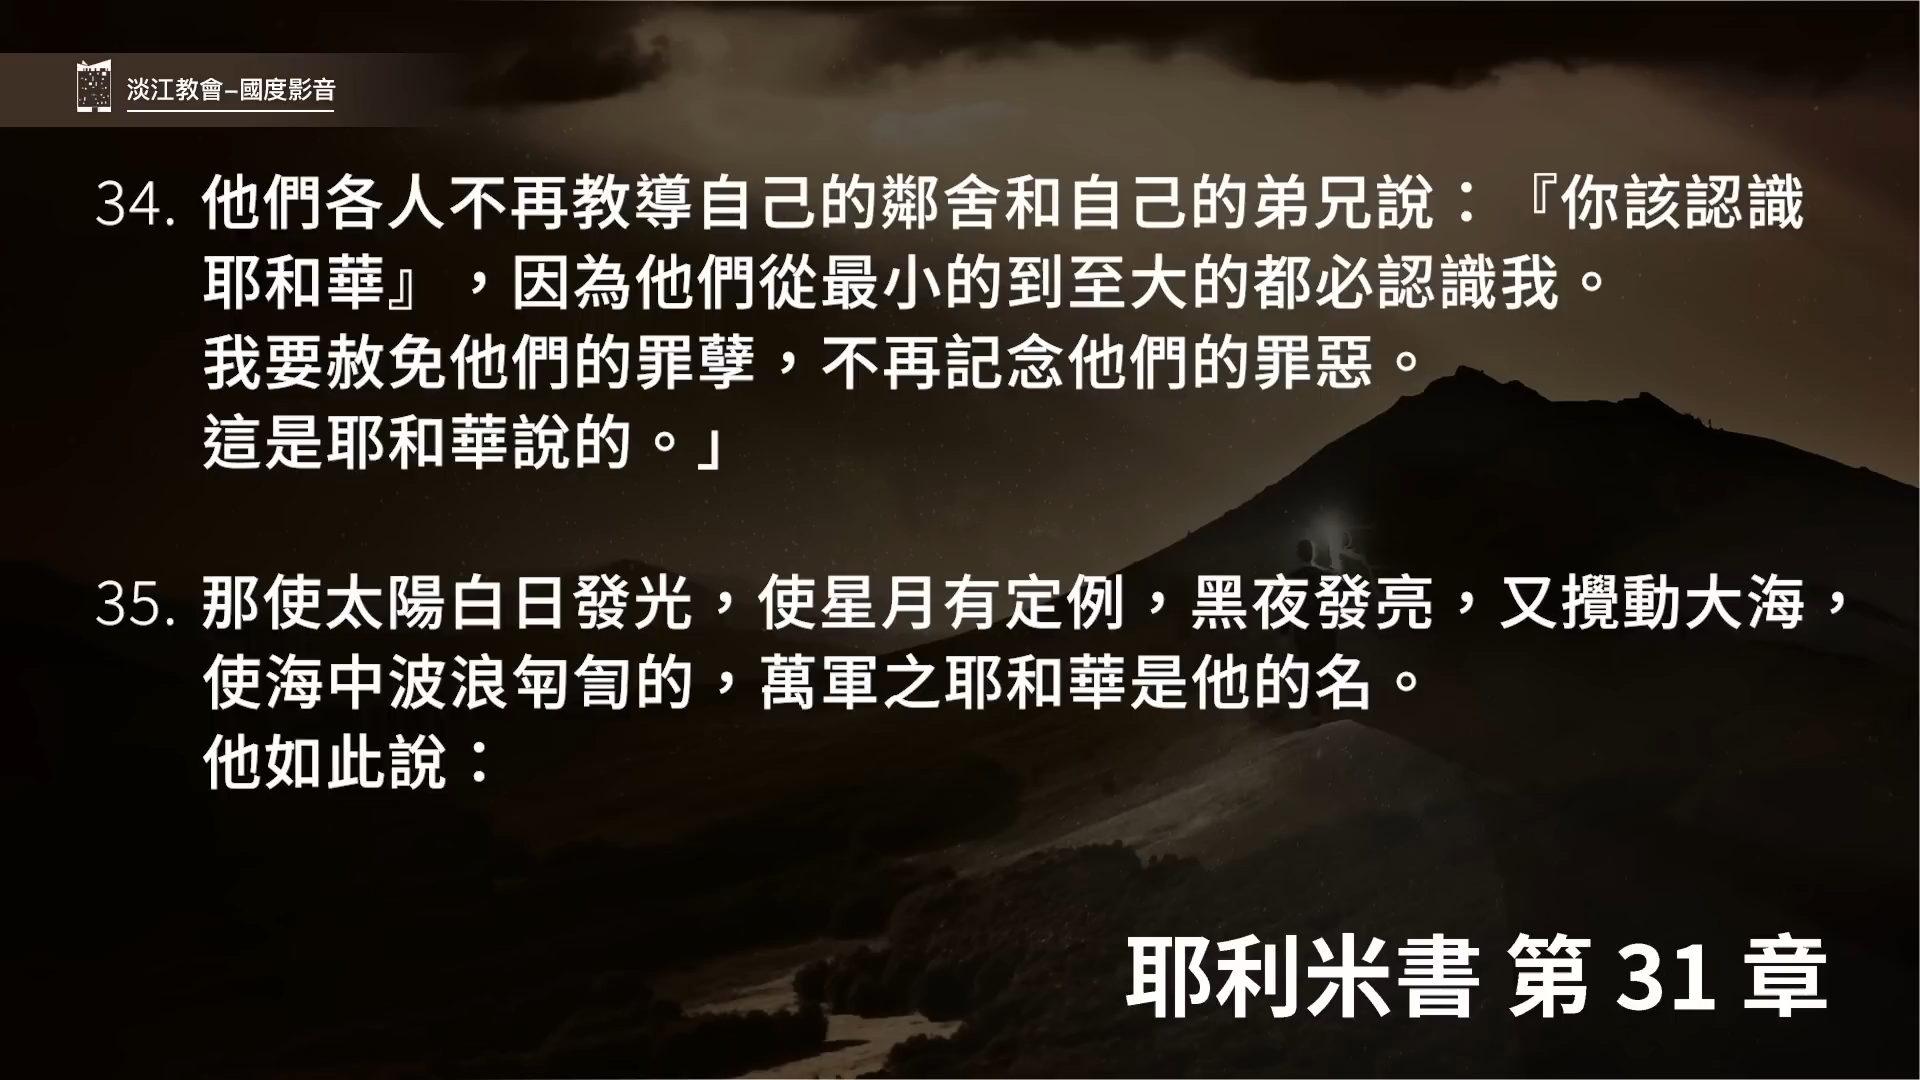 淡江教會–國度影音
34. 他們各人不再教導自己的鄰舍和自己的弟兄說：『你該認識
耶和華』，因為他們從最小的到至大的都必認識我。
我要赦免他們的罪孽，不再記念他們的罪惡。
這是耶和華說的。」
35. 那使太陽白日發光，使星月有定例，黑夜發亮，又攪動大海，
使海中波浪匉訇的，萬軍之耶和華是他的名。
他如此說：
耶利米書 第 31 章